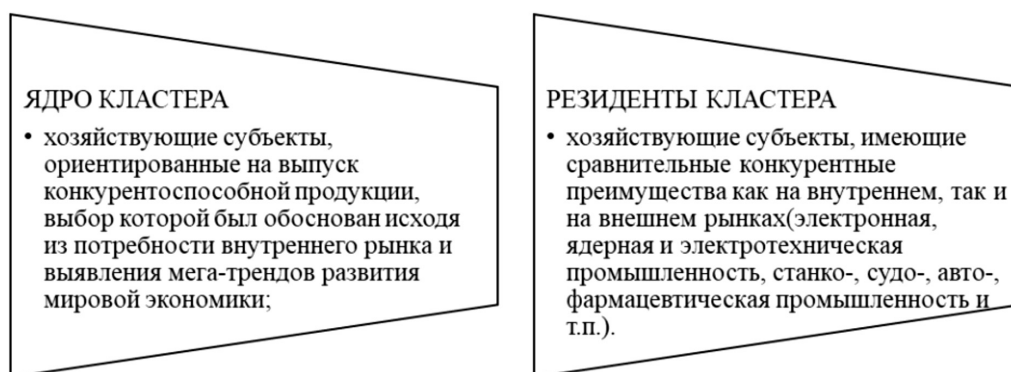 ЯДРО КЛАСТЕРА
• хозяйствующие субъекты,
ориентированные на выпуск
конкурентоспособной продукции,
выбор которой был обоснован исходя
из потребности внутреннего рынка и
выявления мега-трендов развития
мировой экономики;
РЕЗИДЕНТЫ КЛАСТЕРА
• хозяйствующие субъекты, имеющие
сравнительные конкурентные
преимущества как на внутреннем, так и
на внешнем рынках(электронная,
ядерная и электротехническая
промышленность, станко-, судо-, авто-,
фармацевтическая промышленность и
т.п.).